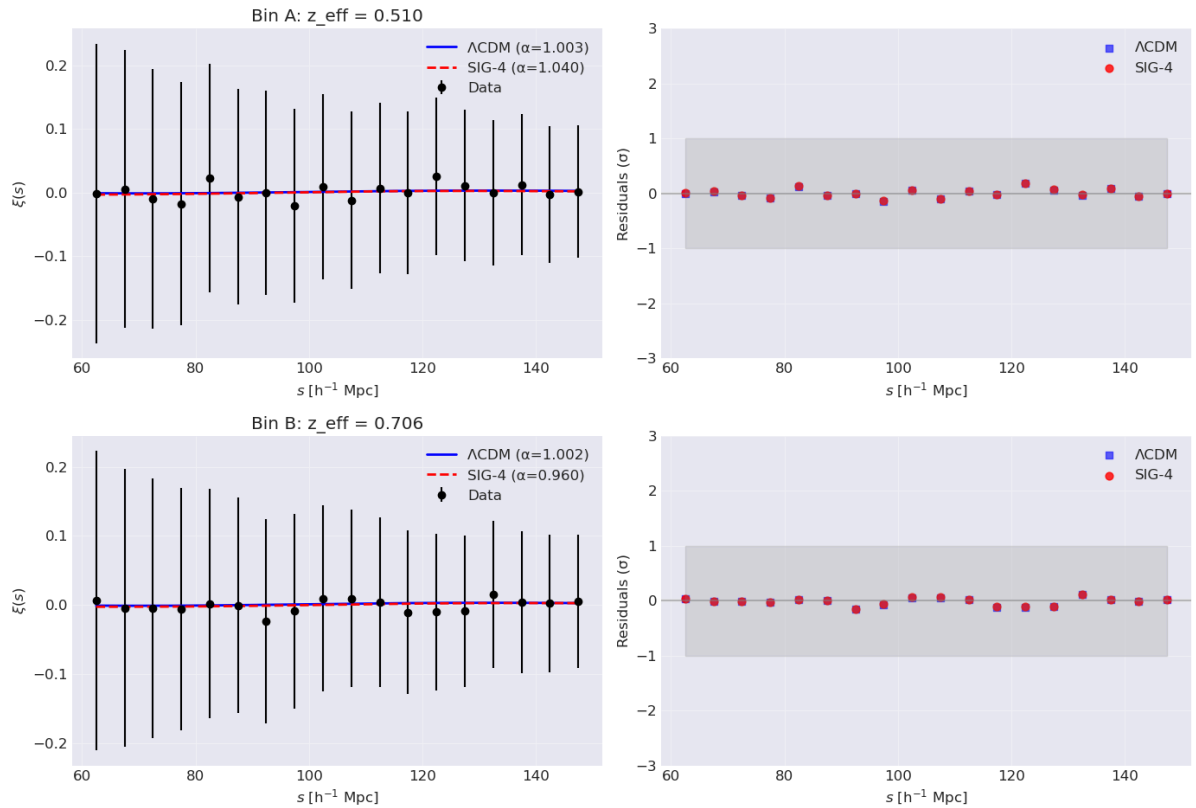 Bin A: z_eff = 0.510
ΛCDM (α=1.003)
SIG-4 (α=1.040)
Data
ξ(s)
0.2
0.1
0.0
−0.1
−0.2
60 80 100 120 140
s [h⁻¹ Mpc]
ΛCDM
SIG-4
Residuals (σ)
3
2
1
0
−1
−2
−3
60 80 100 120 140
s [h⁻¹ Mpc]
Bin B: z_eff = 0.706
ΛCDM (α=1.002)
SIG-4 (α=0.960)
Data
ξ(s)
0.2
0.1
0.0
−0.1
−0.2
60 80 100 120 140
s [h⁻¹ Mpc]
ΛCDM
SIG-4
Residuals (σ)
3
2
1
0
−1
−2
−3
60 80 100 120 140
s [h⁻¹ Mpc]